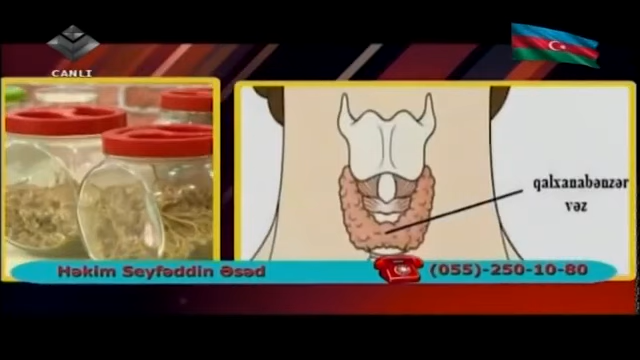 CANLI
qalxanabənzər
vəz
Həkim Seyfəddin Əsəd
(055)-250-10-80